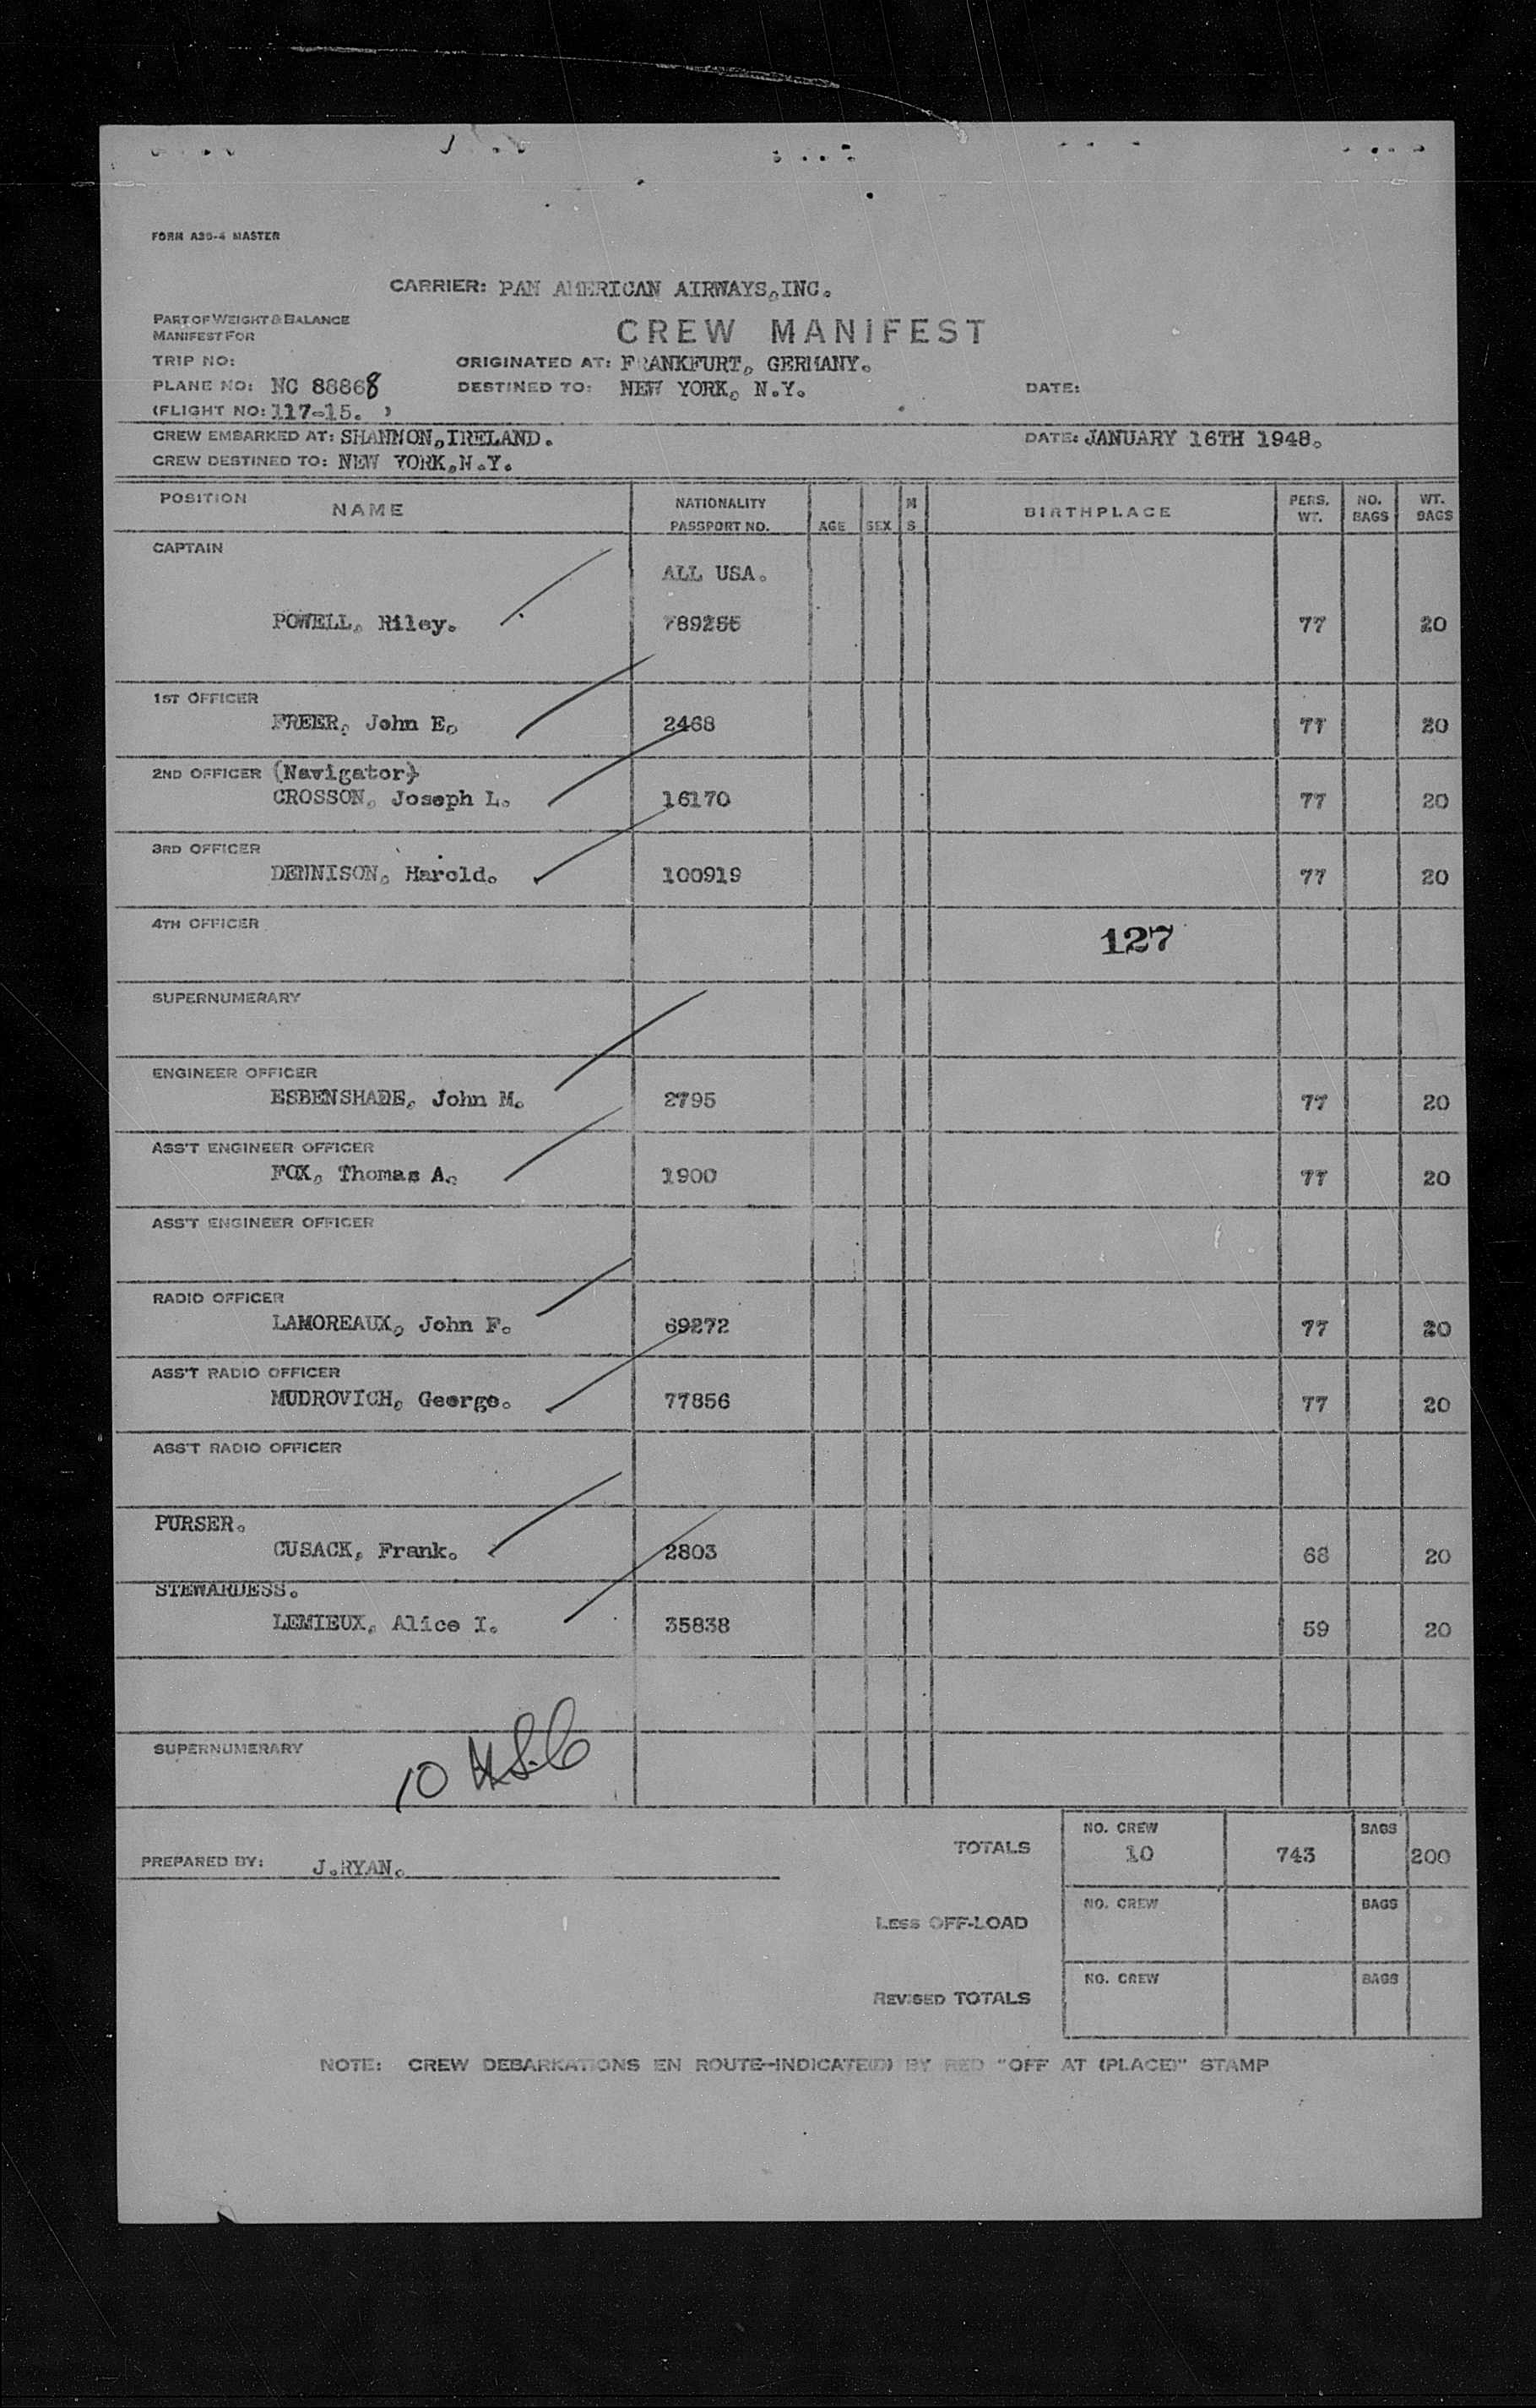 FORM A30-4 MASTER
CARRIER: PAN AMERICAN AIRWAYS, INC.
PART OF WEIGHT & BALANCE
MANIFEST FOR
CREW MANIFEST
TRIP NO:
ORIGINATED AT: FRANKFURT, GERMANY.
PLANE NO: NC 88868
DESTINED TO: NEW YORK, N.Y.
DATE:
(FLIGHT NO: 117-15. )
CREW EMBARKED AT: SHANNON, IRELAND.
DATE: JANUARY 16TH 1948.
CREW DESTINED TO: NEW YORK, N.Y.
POSITION NAME NATIONALITY PASSPORT NO. AGE SEX M S BIRTHPLACE PERS. WT. NO. BAGS WT. BAGS
CAPTAIN
ALL USA.
POWELL, Riley. 77 20
1ST OFFICER
FREER, John E. 2468 77 20
2ND OFFICER (Navigator)
CROSSON, Joseph L. 16170 77 20
3RD OFFICER
DENNISON, Harold. 100919 77 20
4TH OFFICER
127
SUPERNUMERARY
ENGINEER OFFICER
ESBENSHADE, John M. 2795 77 20
ASS'T ENGINEER OFFICER
FOX, Thomas A. 1900 77 20
ASS'T ENGINEER OFFICER
RADIO OFFICER
LAMOREAUX, John F. 69272 77 20
ASS'T RADIO OFFICER
MUDROVICH, George. 77856 77 20
ASS'T RADIO OFFICER
PURSER.
CUSACK, Frank. 2803 68 20
STEWARDESS.
LEMIEUX, Alice I. 35838 59 20
SUPERNUMERARY
10
TOTALS NO. CREW 10 743 BAGS 200
PREPARED BY: J.RYAN.
LESS OFF-LOAD NO. CREW BAGS
REVISED TOTALS NO. CREW BAGS
NOTE: CREW DEBARKATIONS EN ROUTE-INDICATE(D) BY RED "OFF AT (PLACE)" STAMP